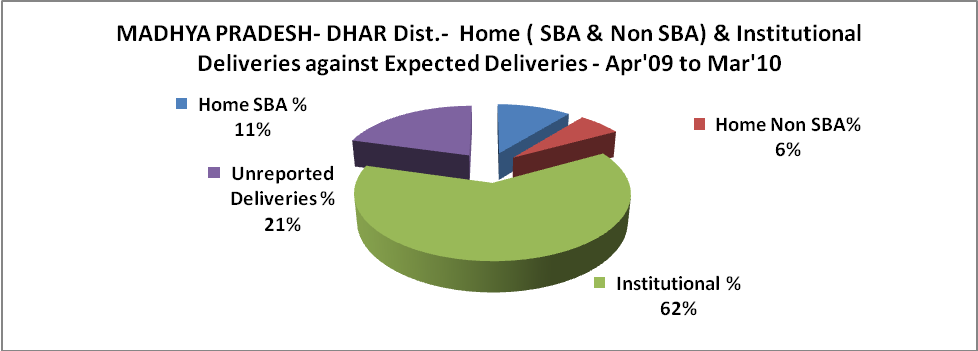 MADHYA PRADESH- DHAR Dist.-  Home ( SBA & Non SBA) & Institutional
Deliveries against Expected Deliveries - Apr'09 to Mar'10
Home SBA %
11%
Home Non SBA%
6%
Unreported
Deliveries %
21%
Institutional %
62%